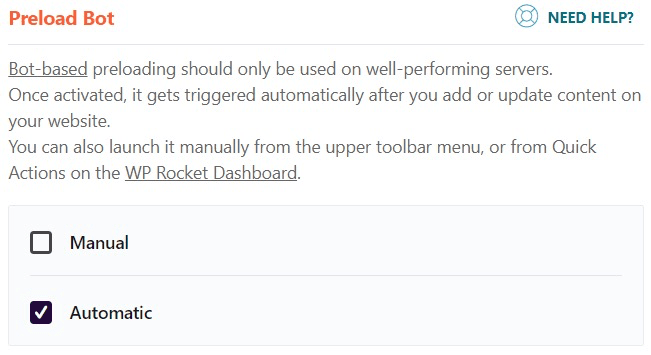 Preload Bot
NEED HELP?
Bot-based preloading should only be used on well-performing servers.
Once activated, it gets triggered automatically after you add or update content on
your website.
You can also launch it manually from the upper toolbar menu, or from Quick
Actions on the WP Rocket Dashboard.
Manual
Automatic